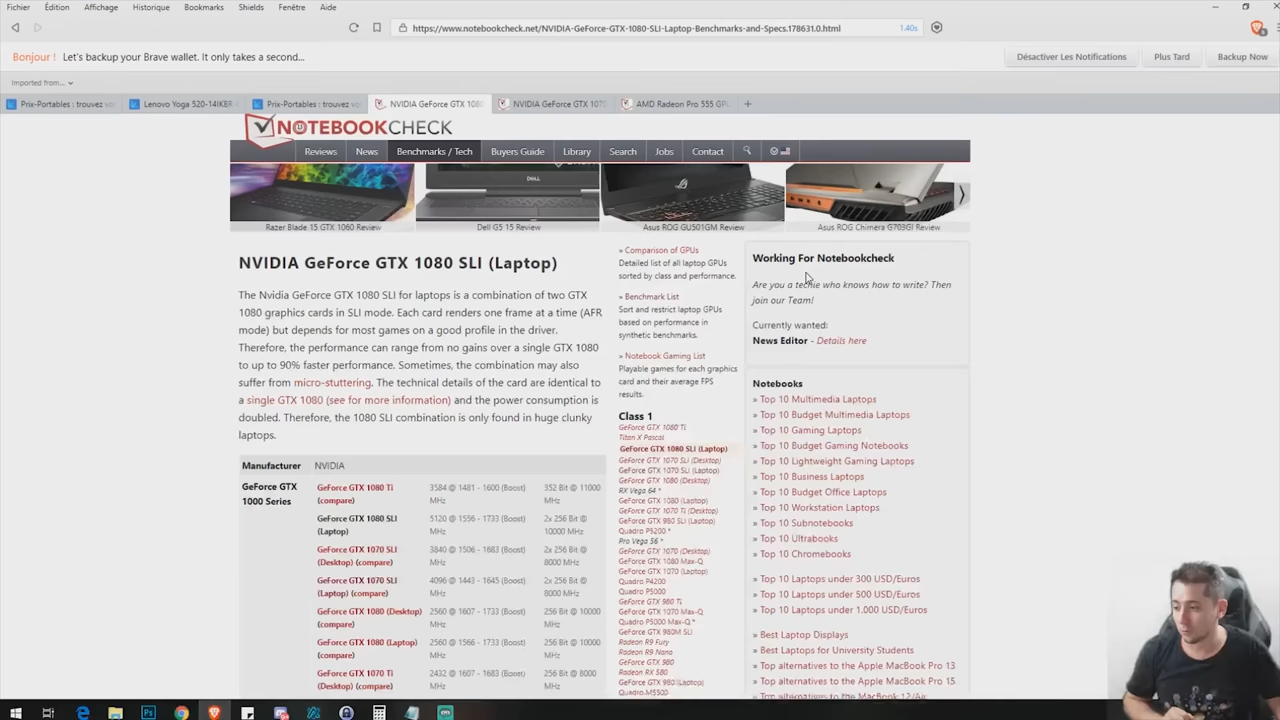 Fichier Édition Affichage Historique Bookmarks Shields Fenêtre Aide
https://www.notebookcheck.net/NVIDIA-GeForce-GTX-1080-SLI-Laptop-Benchmarks-and-Specs.178631.0.html 1.40s
Bonjour ! Let's backup your Brave wallet. It only takes a second... Désactiver Les Notifications Plus Tard Backup Now
Imported from...
Prix-Portables : trouvez vo Lenovo Yoga 520-14IKBR Prix-Portables : trouvez vo NVIDIA GeForce GTX 1080 NVIDIA GeForce GTX 107 AMD Radeon Pro 555 GP
NOTEBOOKCHECK
Reviews News Benchmarks / Tech Buyers Guide Library Search Jobs Contact
DELL
Razer Blade 15 GTX 1060 Review Dell G5 15 Review Asus ROG GU501GM Review Asus ROG Chimera G703GI Review
NVIDIA GeForce GTX 1080 SLI (Laptop)
The Nvidia GeForce GTX 1080 SLI for laptops is a combination of two GTX
1080 graphics cards in SLI mode. Each card renders one frame at a time (AFR
mode) but depends for most games on a good profile in the driver.
Therefore, the performance can range from no gains over a single GTX 1080
to up to 90% faster performance. Sometimes, the combination may also
suffer from micro-stuttering. The technical details of the card are identical to
a single GTX 1080 (see for more information) and the power consumption is
doubled. Therefore, the 1080 SLI combination is only found in huge clunky
laptops.
Manufacturer NVIDIA
GeForce GTX
1000 Series
GeForce GTX 1080 Ti
(compare)
3584 @ 1481 - 1600 (Boost)
MHz
352 Bit @ 11000
MHz
GeForce GTX 1080 SLI
(Laptop)
5120 @ 1556 - 1733 (Boost)
MHz
2x 256 Bit @
10000 MHz
GeForce GTX 1070 SLI
(Desktop) (compare)
3840 @ 1506 - 1683 (Boost)
MHz
2x 256 Bit @
8000 MHz
GeForce GTX 1070 SLI
(Laptop) (compare)
4096 @ 1443 - 1645 (Boost)
MHz
2x 256 Bit @
8000 MHz
GeForce GTX 1080 (Desktop)
(compare)
2560 @ 1607 - 1733 (Boost)
MHz
256 Bit @ 10000
MHz
GeForce GTX 1080 (Laptop)
(compare)
2560 @ 1566 - 1733 (Boost)
MHz
256 Bit @ 10000
MHz
GeForce GTX 1070 Ti
(Desktop) (compare)
2432 @ 1607 - 1683 (Boost)
MHz
256 Bit @ 8000
MHz
» Comparison of GPUs
Detailed list of all laptop GPUs
sorted by class and performance.
» Benchmark List
Sort and restrict laptop GPUs
based on performance in
synthetic benchmarks.
» Notebook Gaming List
Playable games for each graphics
card and their average FPS
results.
Class 1
GeForce GTX 1080 Ti
Titan X Pascal
GeForce GTX 1080 SLI (Laptop)
GeForce GTX 1070 SLI (Desktop)
GeForce GTX 1070 SLI (Laptop)
GeForce GTX 1080 (Desktop)
RX Vega 64 *
GeForce GTX 1080 (Laptop)
GeForce GTX 1070 Ti (Desktop)
GeForce GTX 980 SLI (Laptop)
Quadro P5200 *
Pro Vega 56 *
GeForce GTX 1070 (Desktop)
GeForce GTX 1080 Max-Q
GeForce GTX 1070 (Laptop)
Quadro P4200
Quadro P5000
GeForce GTX 980 Ti
GeForce GTX 1070 Max-Q
Quadro P5000 Max-Q *
GeForce GTX 980M SLI
Radeon R9 Fury
Radeon R9 Nano
GeForce GTX 980
Radeon RX 580
GeForce GTX 980 (Laptop)
Quadro M5500
Working For Notebookcheck
Are you a techie who knows how to write? Then
join our Team!
Currently wanted:
News Editor - Details here
Notebooks
» Top 10 Multimedia Laptops
» Top 10 Budget Multimedia Laptops
» Top 10 Gaming Laptops
» Top 10 Budget Gaming Notebooks
» Top 10 Lightweight Gaming Laptops
» Top 10 Business Laptops
» Top 10 Budget Office Laptops
» Top 10 Workstation Laptops
» Top 10 Subnotebooks
» Top 10 Ultrabooks
» Top 10 Chromebooks
» Top 10 Laptops under 300 USD/Euros
» Top 10 Laptops under 500 USD/Euros
» Top 10 Laptops under 1.000 USD/Euros
» Best Laptop Displays
» Best Laptops for University Students
» Top alternatives to the Apple MacBook Pro 13
» Top alternatives to the Apple MacBook Pro 15
» Top alternatives to the MacBook 12/Air